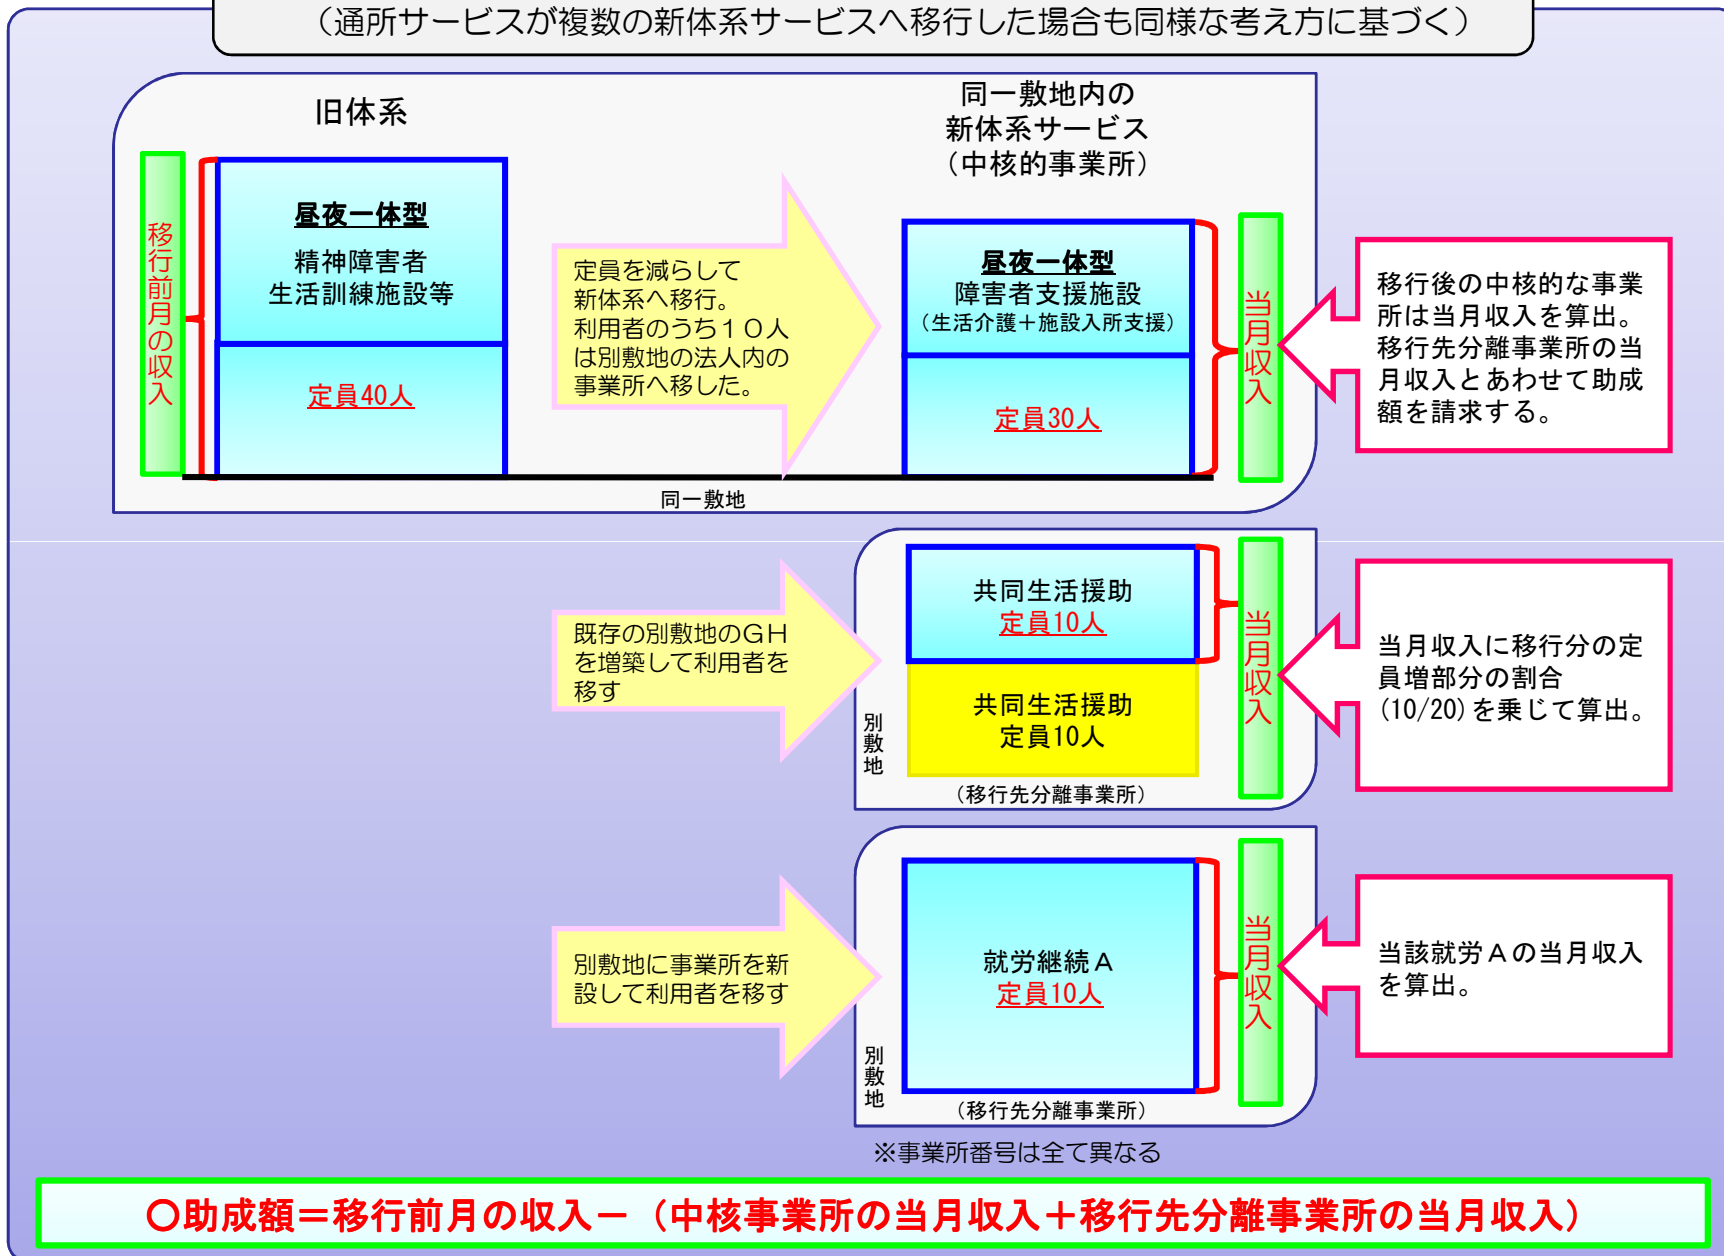 （通所サービスが複数の新体系サービスへ移行した場合も同様な考え方に基づく）
旧体系
同一敷地内の
新体系サービス
（中核的事業所）
移行前月の収入
昼夜一体型
精神障害者
生活訓練施設等
定員40人
定員を減らして
新体系へ移行。
利用者のうち１０人
は別敷地の法人内の
事業所へ移した。
昼夜一体型
障害者支援施設
（生活介護＋施設入所支援）
定員30人
当月収入
移行後の中核的な事業
所は当月収入を算出。
移行先分離事業所の当
月収入とあわせて助成
額を請求する。
同一敷地
既存の別敷地のＧＨ
を増築して利用者を
移す
別敷地
共同生活援助
定員10人
共同生活援助
定員10人
（移行先分離事業所）
当月収入
当月収入に移行分の定
員増部分の割合
(10/20)を乗じて算出。
別敷地に事業所を新
設して利用者を移す
別敷地
就労継続Ａ
定員10人
（移行先分離事業所）
当月収入
当該就労Ａの当月収入
を算出。
※事業所番号は全て異なる
○助成額＝移行前月の収入－（中核事業所の当月収入＋移行先分離事業所の当月収入）